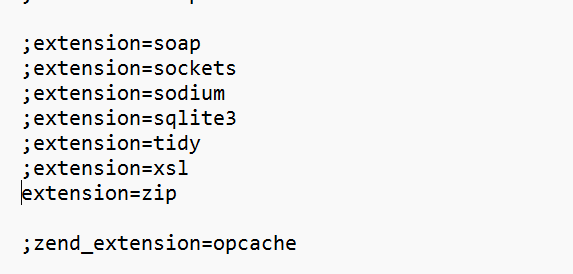 ;extension=soap
;extension=sockets
;extension=sodium
;extension=sqlite3
;extension=tidy
;extension=xsl
extension=zip
;zend_extension=opcache